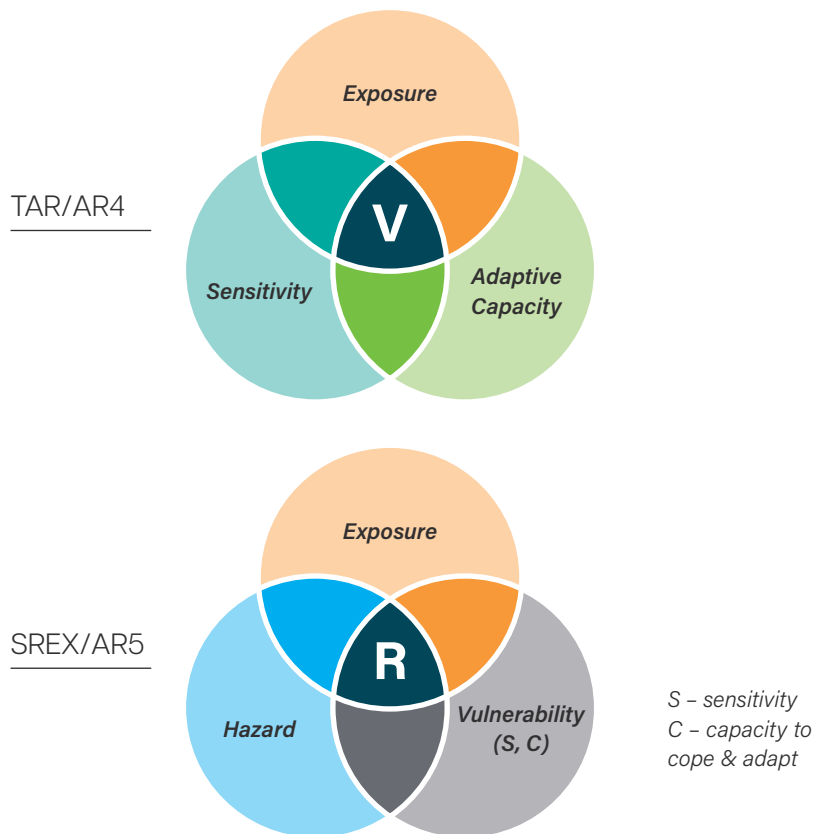 Exposure
TAR/AR4
V
Sensitivity
Adaptive
Capacity
Exposure
SREX/AR5
R
Hazard
Vulnerability
(S, C)
S – sensitivity
C – capacity to
cope & adapt